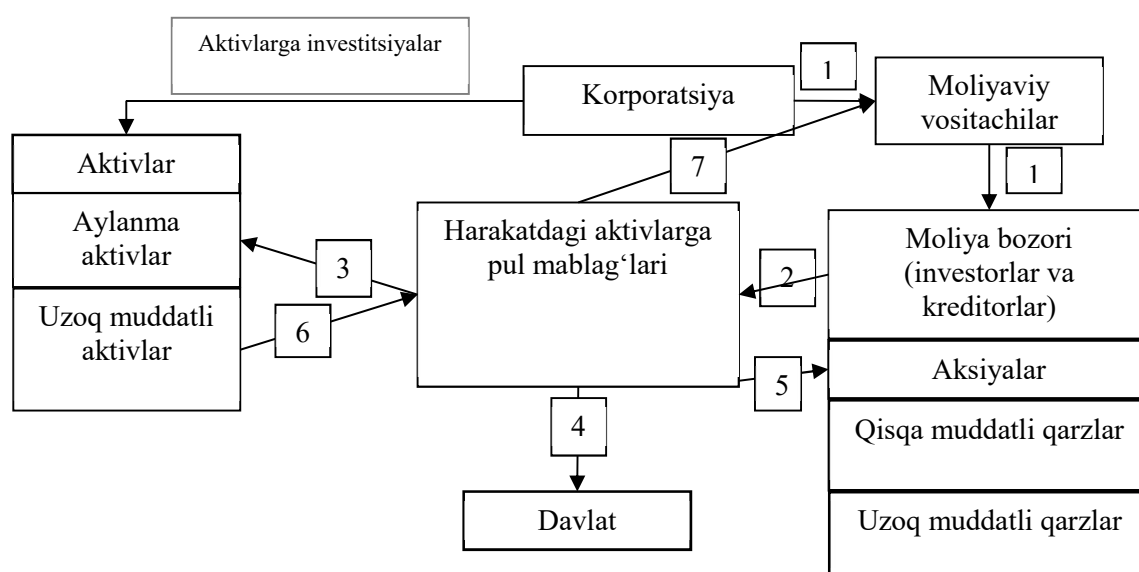 Aktivlarga investitsiyalar
Korporatsiya
1
Moliyaviy
vositachilar
Aktivlar
7
1
Aylanma
aktivlar
Harakatdagi aktivlarga
pul mablag‘lari
Moliya bozori
(investorlar va
kreditorlar)
3
2
Uzoq muddatli
aktivlar
6
5
Aksiyalar
4
Qisqa muddatli qarzlar
Davlat
Uzoq muddatli qarzlar